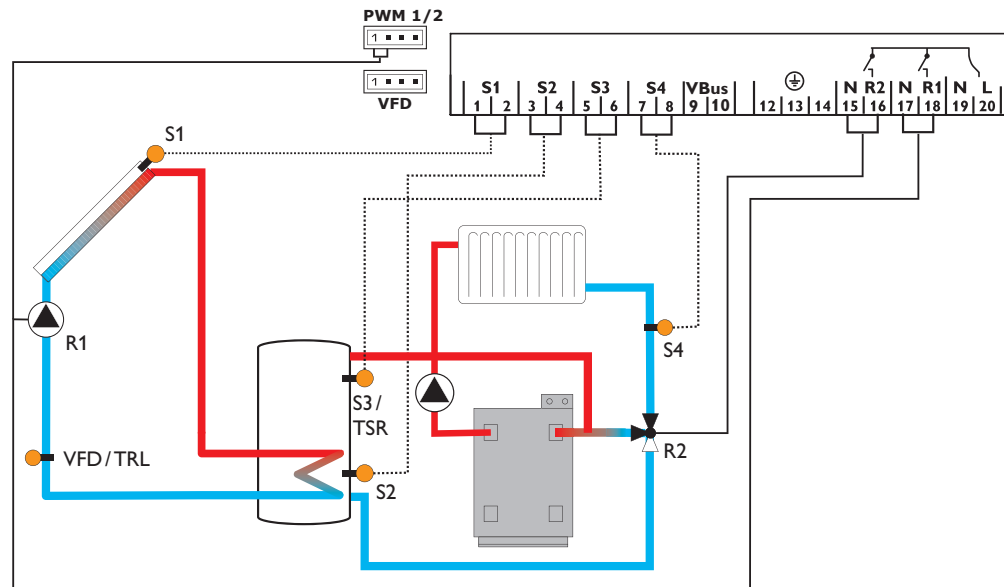 PWM 1/2
1
1
VFD
S1 S2 S3 S4 VBus N R2 N R1 N L
1 2 3 4 5 6 7 8 9 10 12 13 14 15 16 17 18 19 20
S1
R1
S4
S3 /
TSR
R2
VFD / TRL
S2